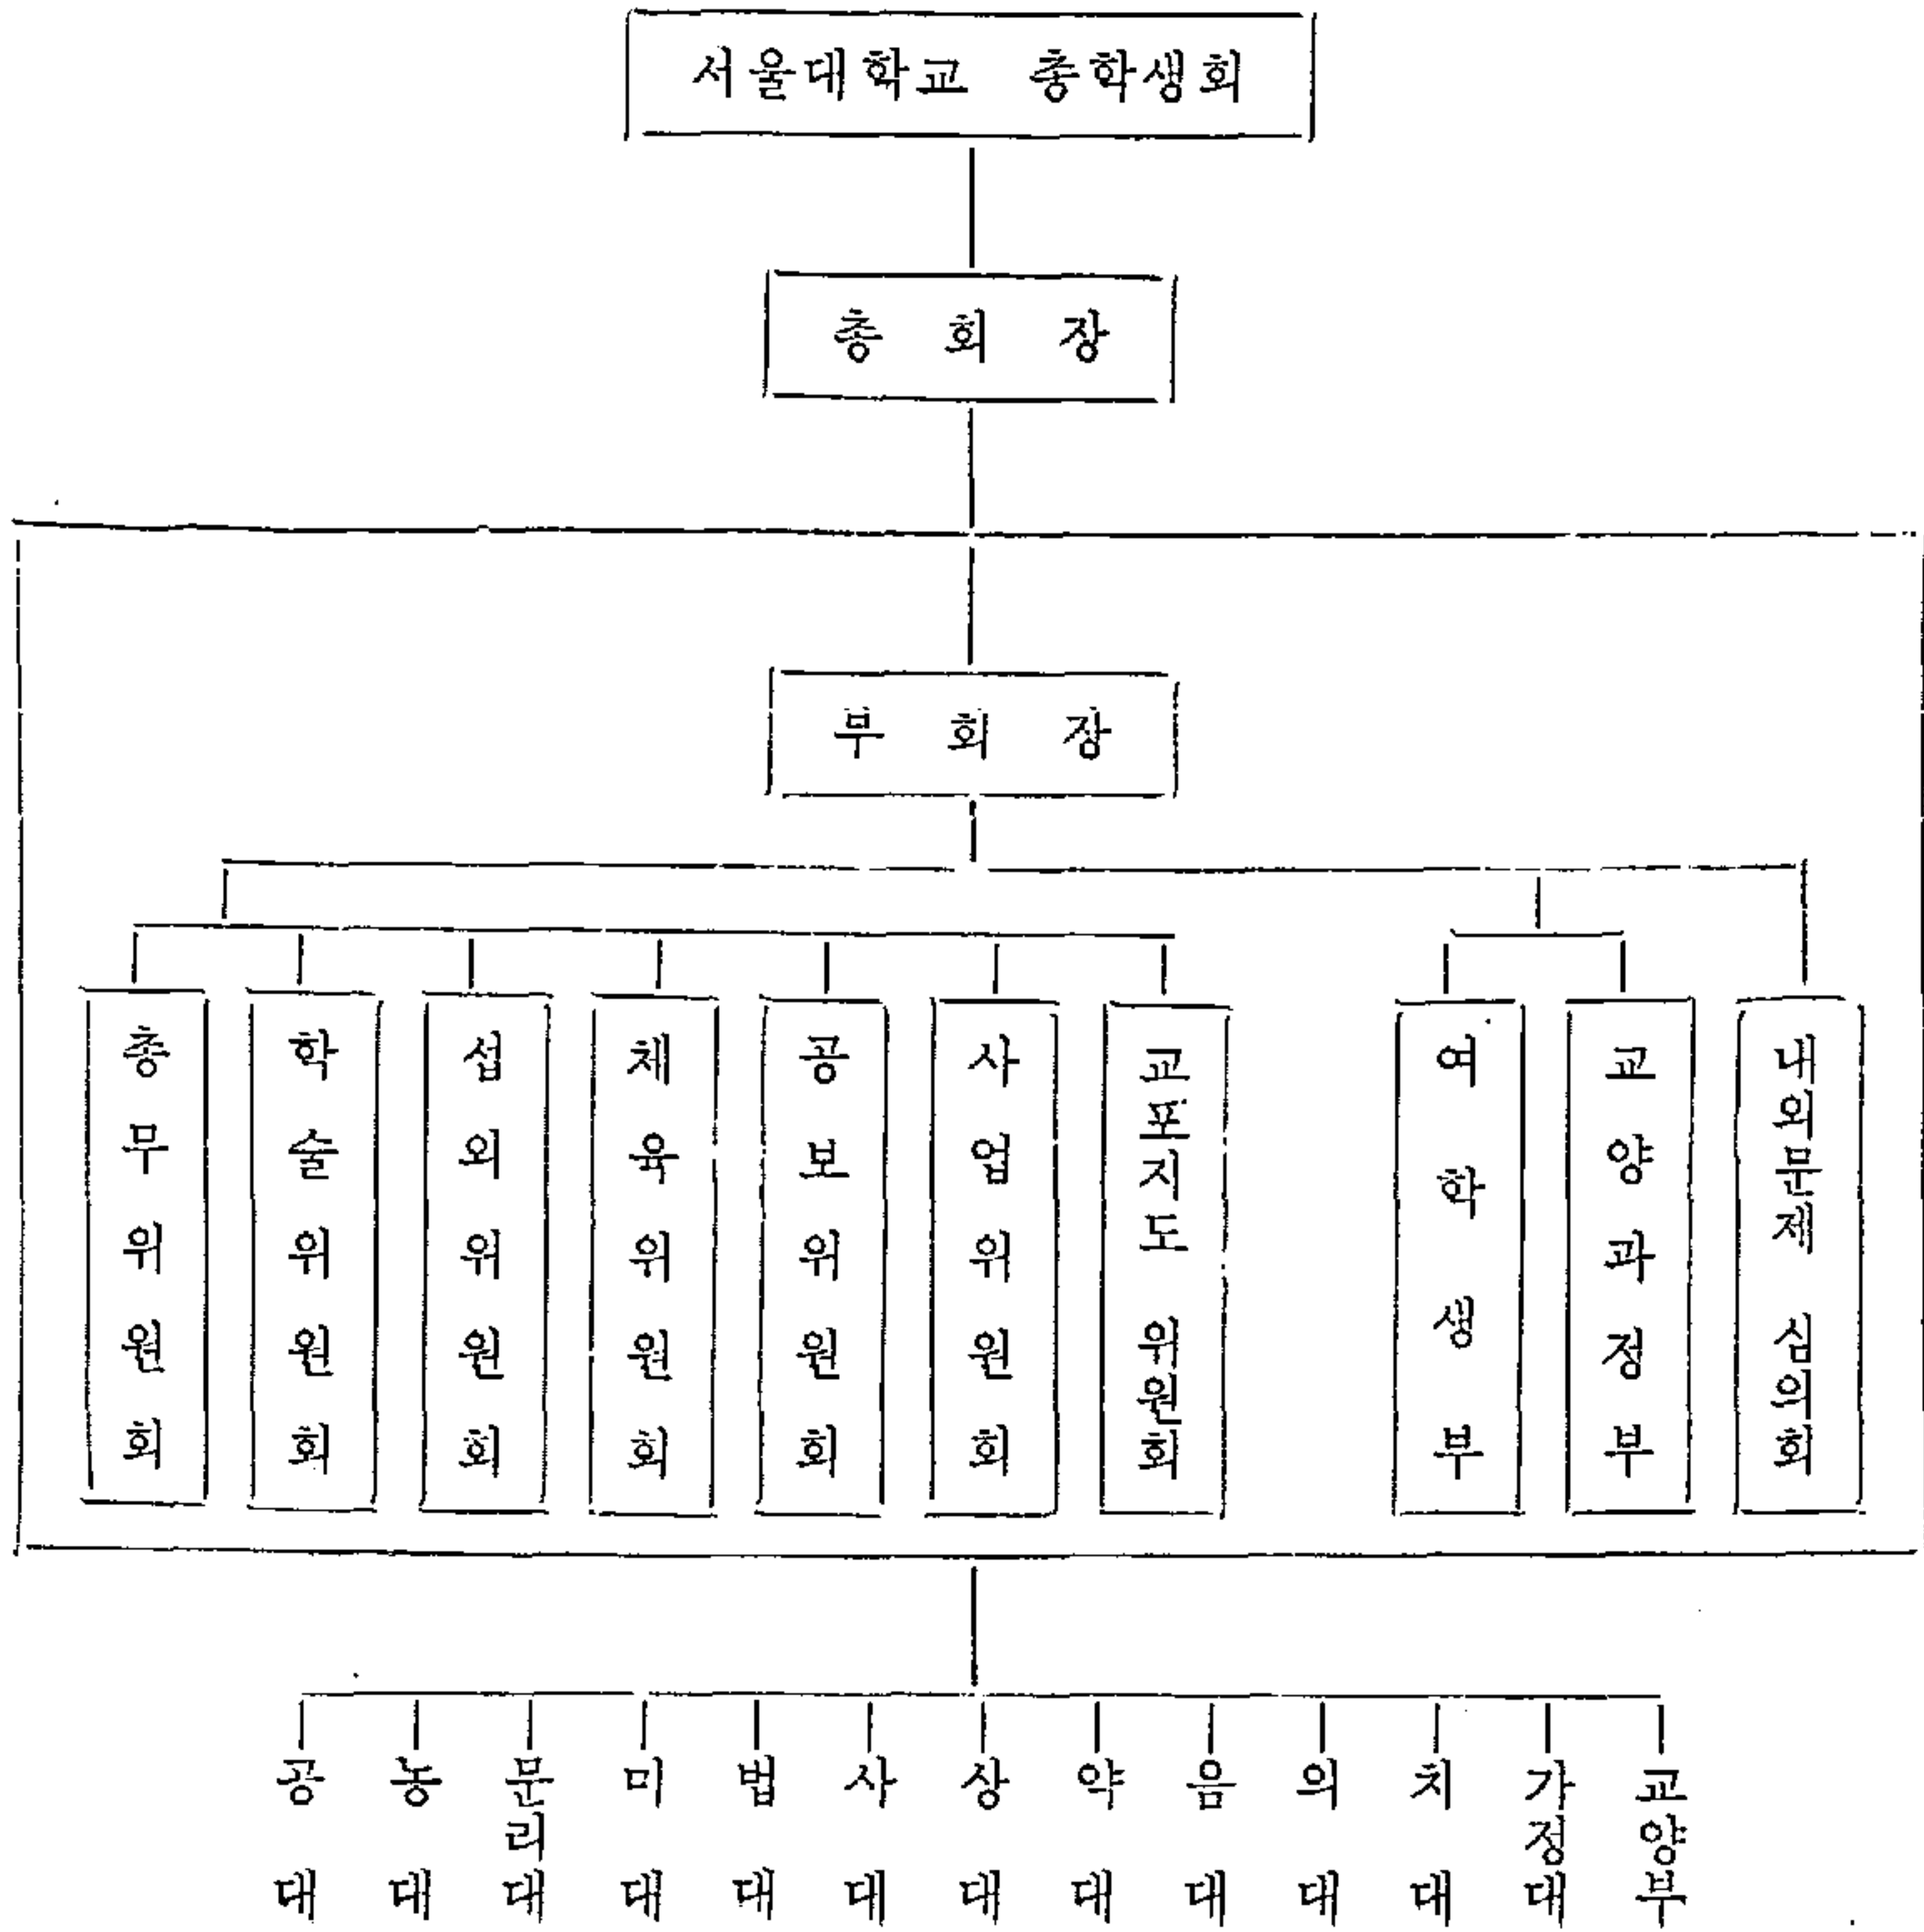 서울대학교 총학생회
총 회 장
부 회 장
총무위원회
학술위원회
섭외위원회
체육위원회
공보위원회
사업위원회
교포지도 위원회
여학생부
교양과정부
내외문제 심의회
공대
농대
문리대
미대
법대
사대
상대
약대
음대
의대
치대
가정대
교양부